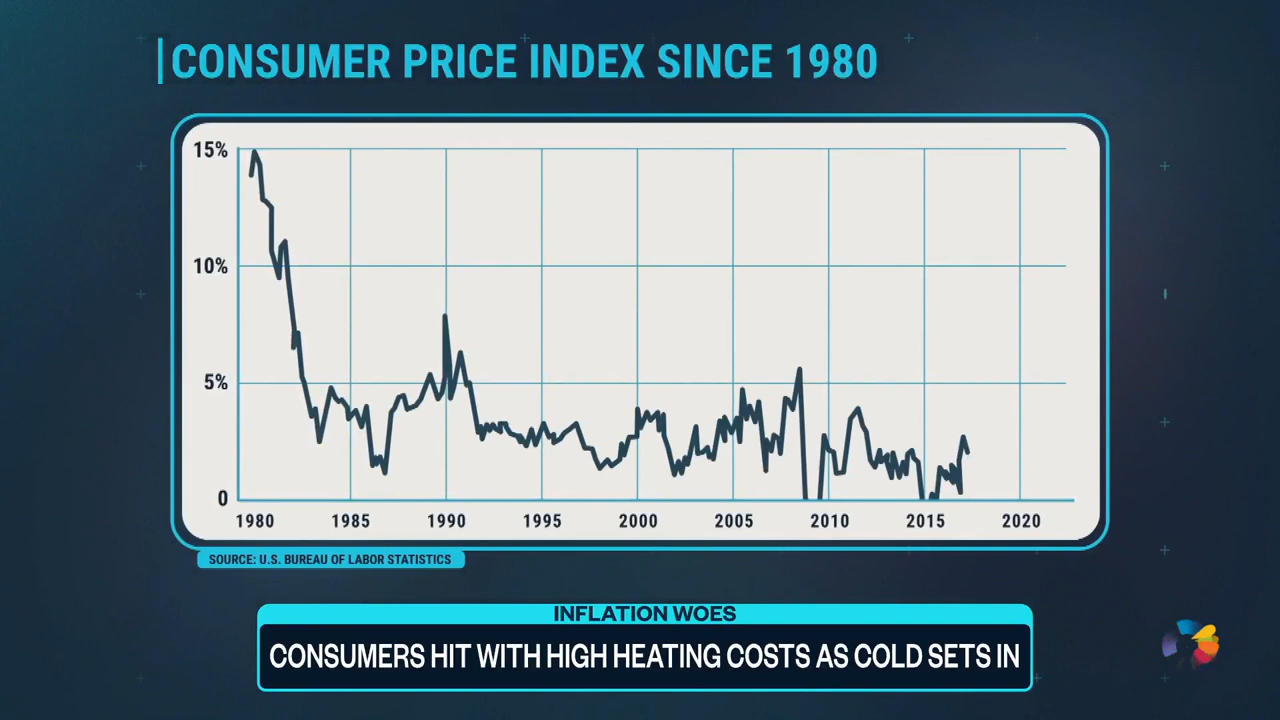 CONSUMER PRICE INDEX SINCE 1980
15%
10%
5%
0
1980 1985 1990 1995 2000 2005 2010 2015 2020
SOURCE: U.S. BUREAU OF LABOR STATISTICS
INFLATION WOES
CONSUMERS HIT WITH HIGH HEATING COSTS AS COLD SETS IN